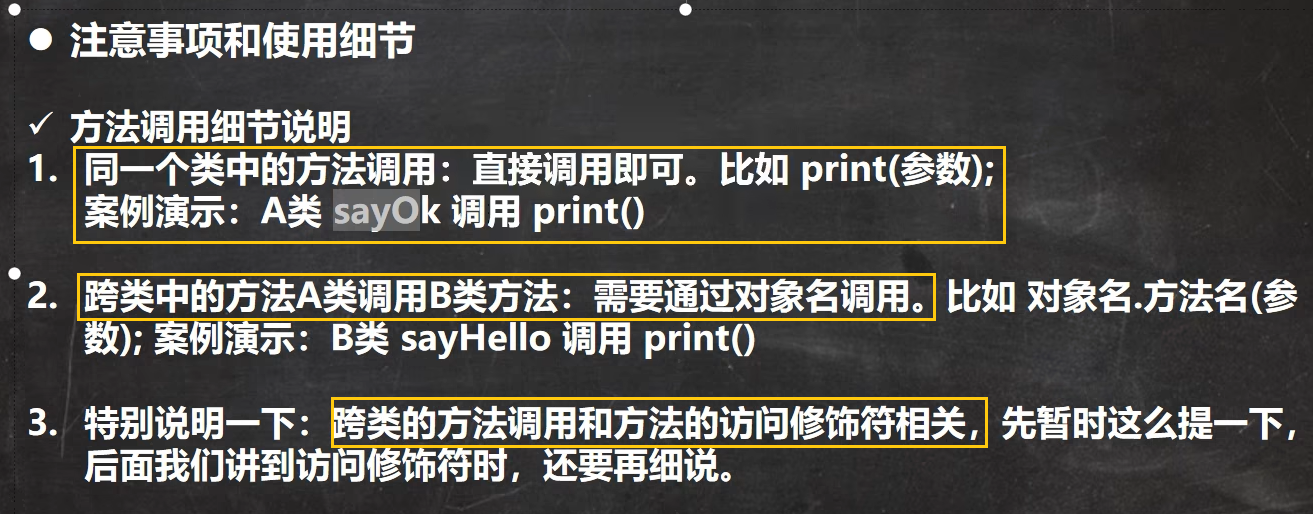 ● 注意事项和使用细节
✓ 方法调用细节说明
1. 同一个类中的方法调用：直接调用即可。比如 print(参数);
案例演示：A类 sayOk 调用 print()
2. 跨类中的方法A类调用B类方法：需要通过对象名调用。比如 对象名.方法名(参
数); 案例演示：B类 sayHello 调用 print()
3. 特别说明一下：跨类的方法调用和方法的访问修饰符相关，先暂时这么提一下，
后面我们讲到访问修饰符时，还要再细说。